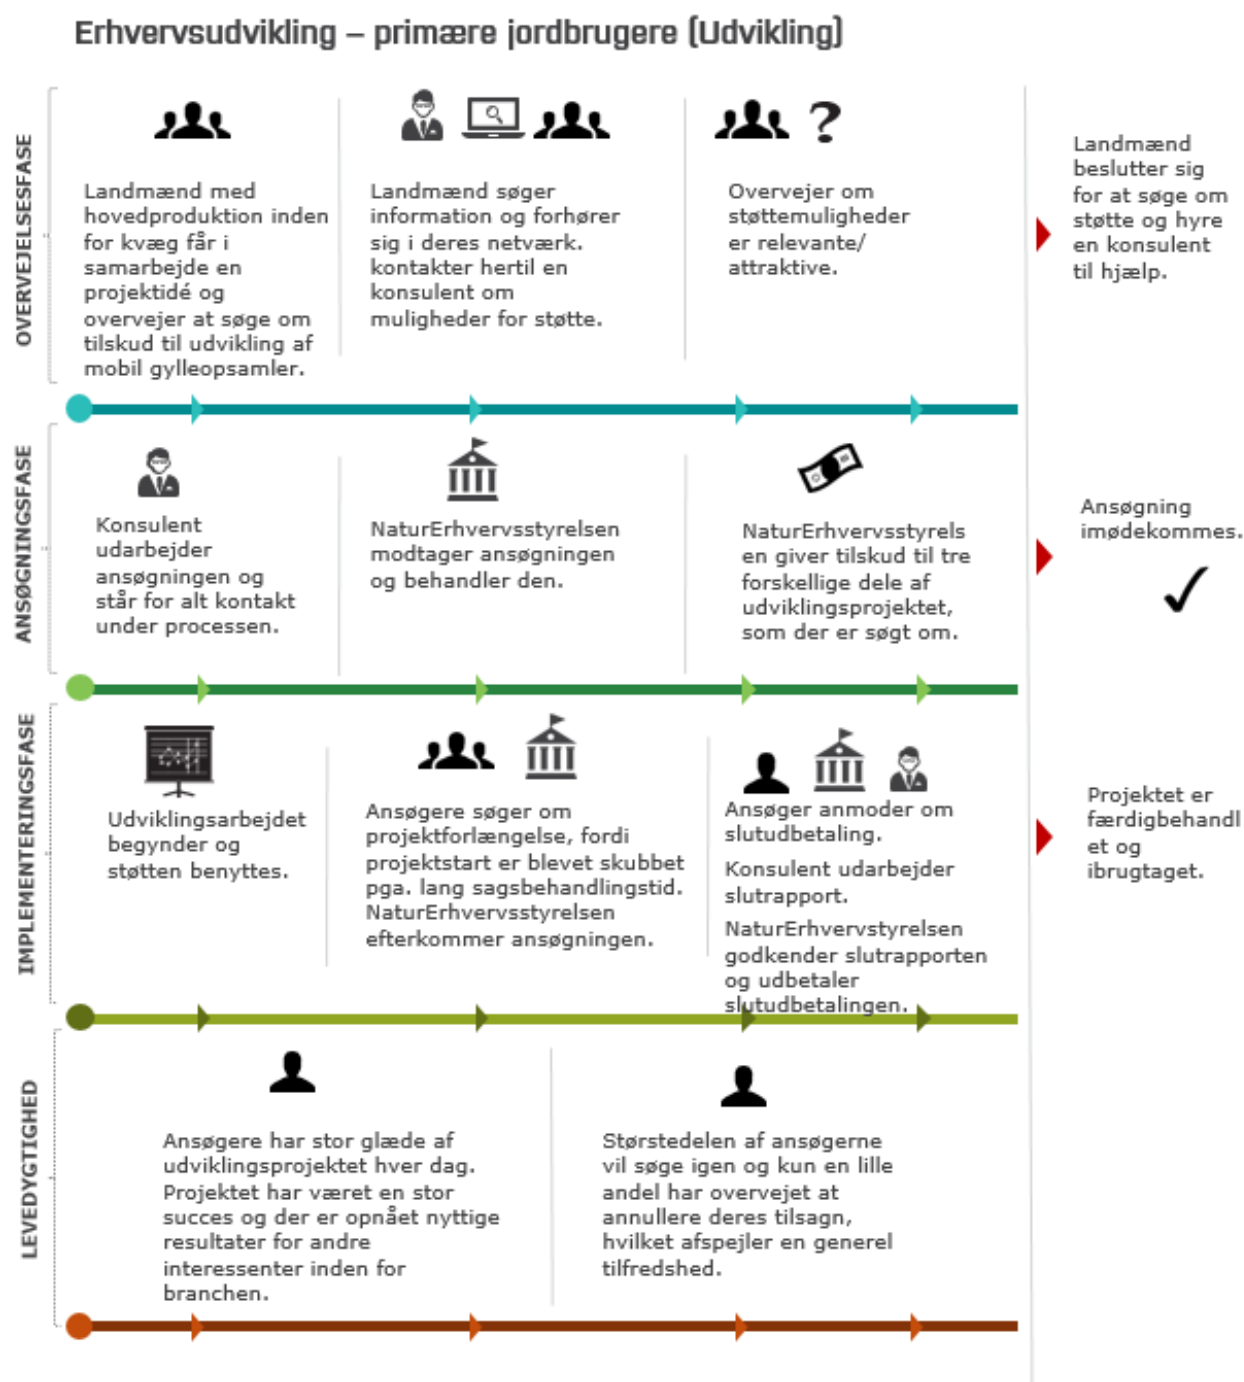 Erhvervsudvikling – primære jordbrugere (Udvikling)
OVERVEJELSESFASE
Landmænd med
hovedproduktion inden
for kvæg får i
samarbejde en
projektidé og
overvejer at søge om
tilskud til udvikling af
mobil gylleopsamler.
Landmænd søger
information og forhører
sig i deres netværk.
kontakter hertil en
konsulent om
muligheder for støtte.
?
Overvejer om
støttemuligheder
er relevante/
attraktive.
Landmænd
beslutter sig
for at søge om
støtte og hyre
en konsulent
til hjælp.
ANSØGNINGSFASE
Konsulent
udarbejder
ansøgningen og
står for alt kontakt
under processen.
NaturErhvervsstyrelsen
modtager ansøgningen
og behandler den.
NaturErhvervsstyrels
en giver tilskud til tre
forskellige dele af
udviklingsprojektet,
som der er søgt om.
Ansøgning
imødekommes.
IMPLEMENTERINGSFASE
Udviklingsarbejdet
begynder og
støtten benyttes.
Ansøgere søger om
projektforlængelse, fordi
projektstart er blevet skubbet
pga. lang sagsbehandlingstid.
NaturErhvervsstyrelsen
efterkommer ansøgningen.
Ansøger anmoder om
slutudbetaling.
Konsulent udarbejder
slutrapport.
NaturErhvervstyrelsen
godkender slutrapporten
og udbetaler
slutudbetalingen.
Projektet er
færdigbehandl
et og
ibrugtaget.
LEVEDYGTIGHED
Ansøgere har stor glæde af
udviklingsprojektet hver dag.
Projektet har været en stor
succes og der er opnået nyttige
resultater for andre
interessenter inden for
branchen.
Størstedelen af ansøgerne
vil søge igen og kun en lille
andel har overvejet at
annullere deres tilsagn,
hvilket afspejler en generel
tilfredshed.